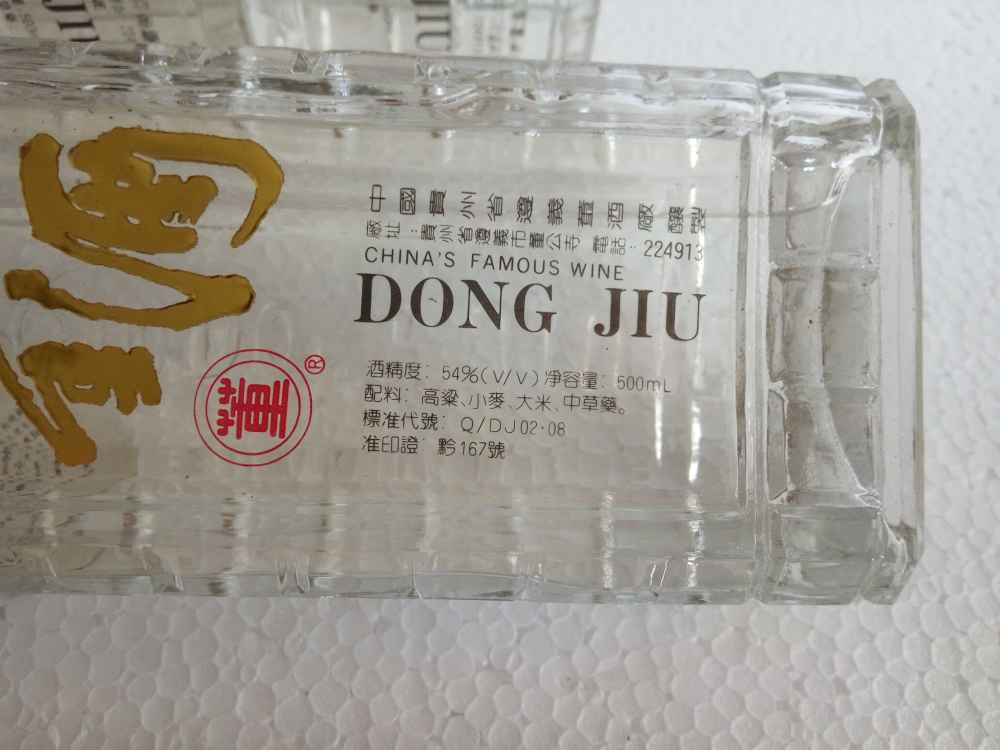 酒
中國貴州省遵義董酒廠釀製
廠址：貴州省遵義市董公寺 電話：224913
CHINA'S FAMOUS WINE
DONG JIU
董 ®
酒精度：54%(V/V) 净容量：500mL
配料：高粱、小麥、大米、中草藥。
標准代號：Q/DJ02·08
准印證：黔167號